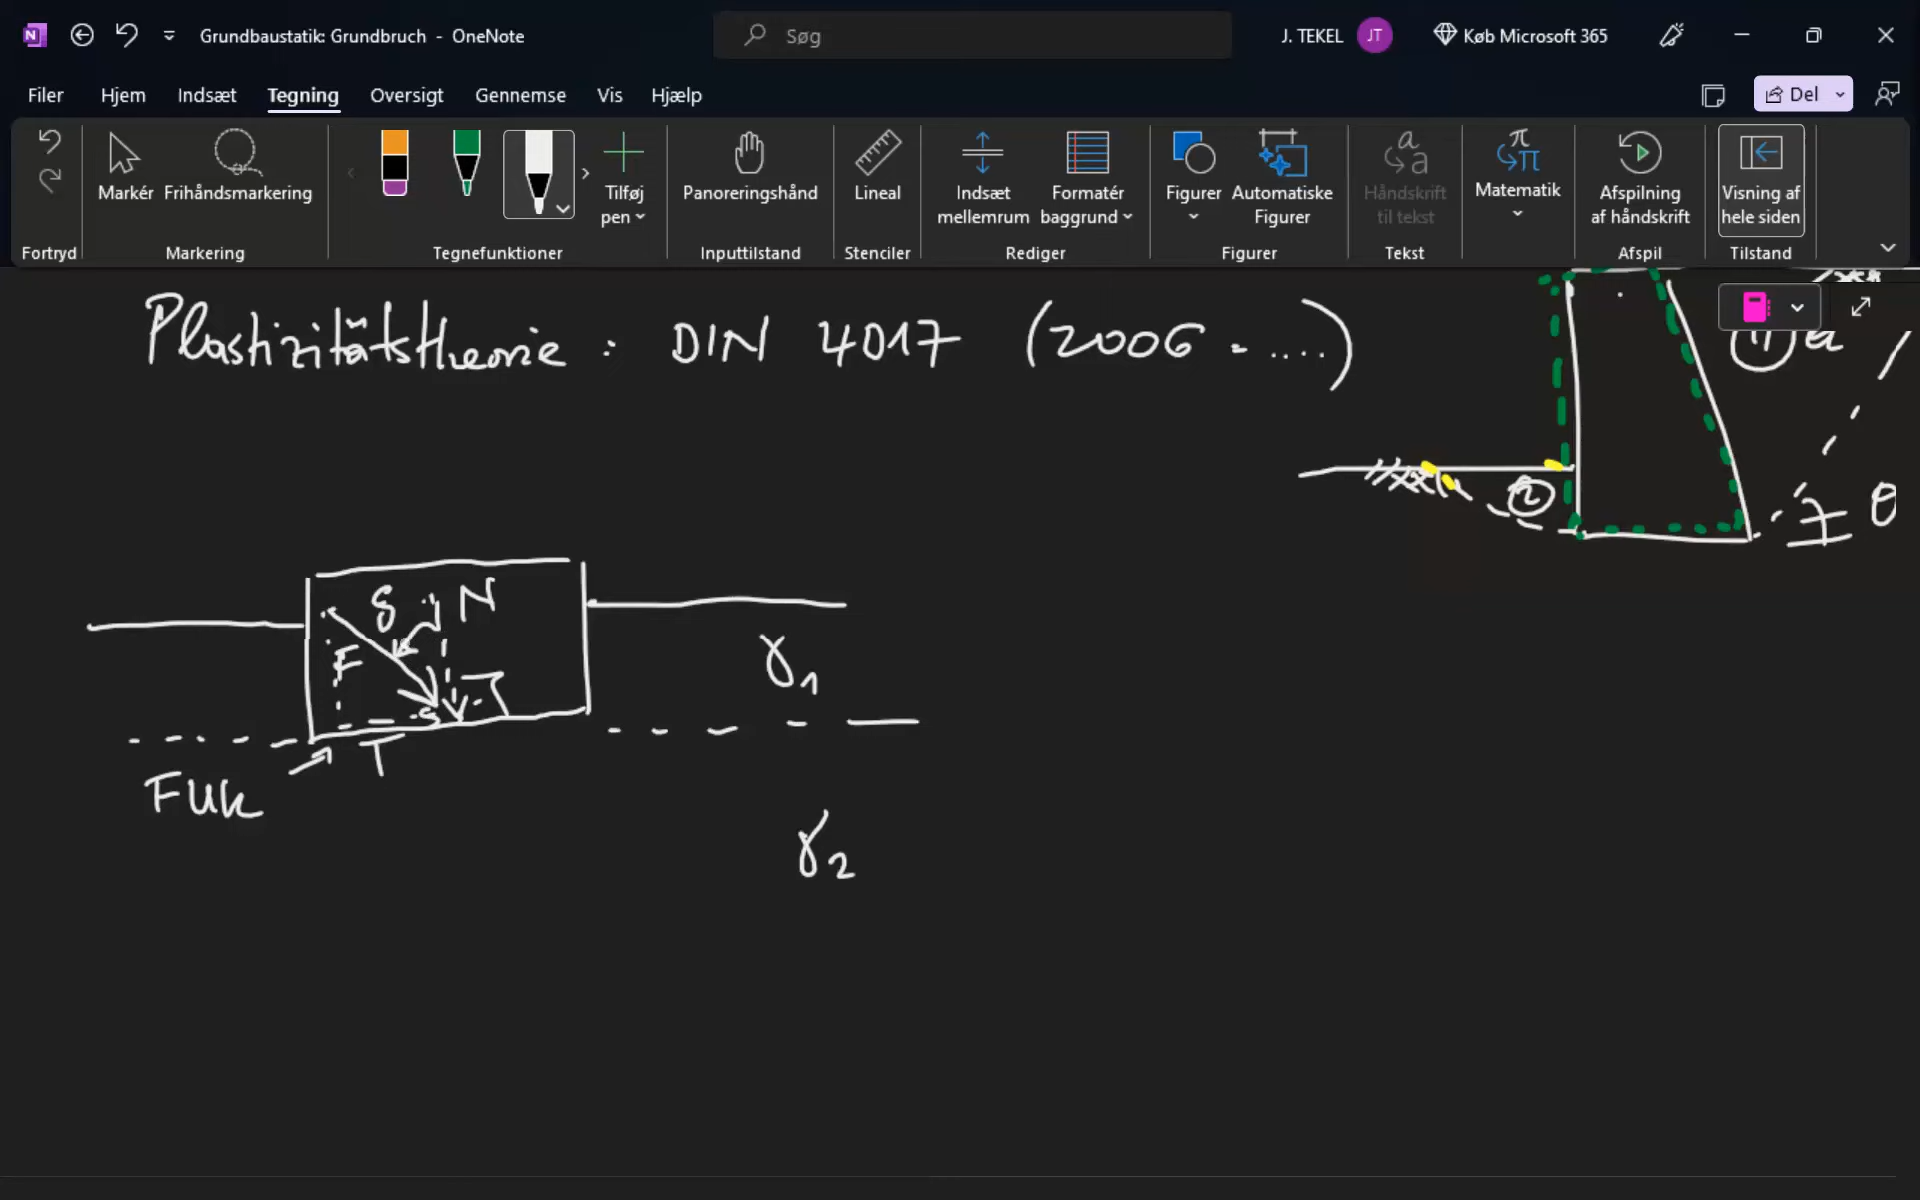 Grundbaustatik: Grundbruch - OneNote
Søg
J. TEKEL JT
Køb Microsoft 365
Filer Hjem Indsæt Tegning Oversigt Gennemse Vis Hjælp
Del
Markér
Frihåndsmarkering
Tilføj pen
Panoreringshånd
Lineal
Indsæt mellemrum
Formatér baggrund
Figurer
Automatiske Figurer
Håndskrift til tekst
Matematik
Afspilning af håndskrift
Visning af hele siden
Fortryd Markering Tegnefunktioner Inputtilstand Stenciler Rediger Figurer Tekst Afspil Tilstand
Plastizitätstheorie : DIN 4017 (2006 - ....)
1 a
2
δ N
F
γ1
T
Fuk
γ2